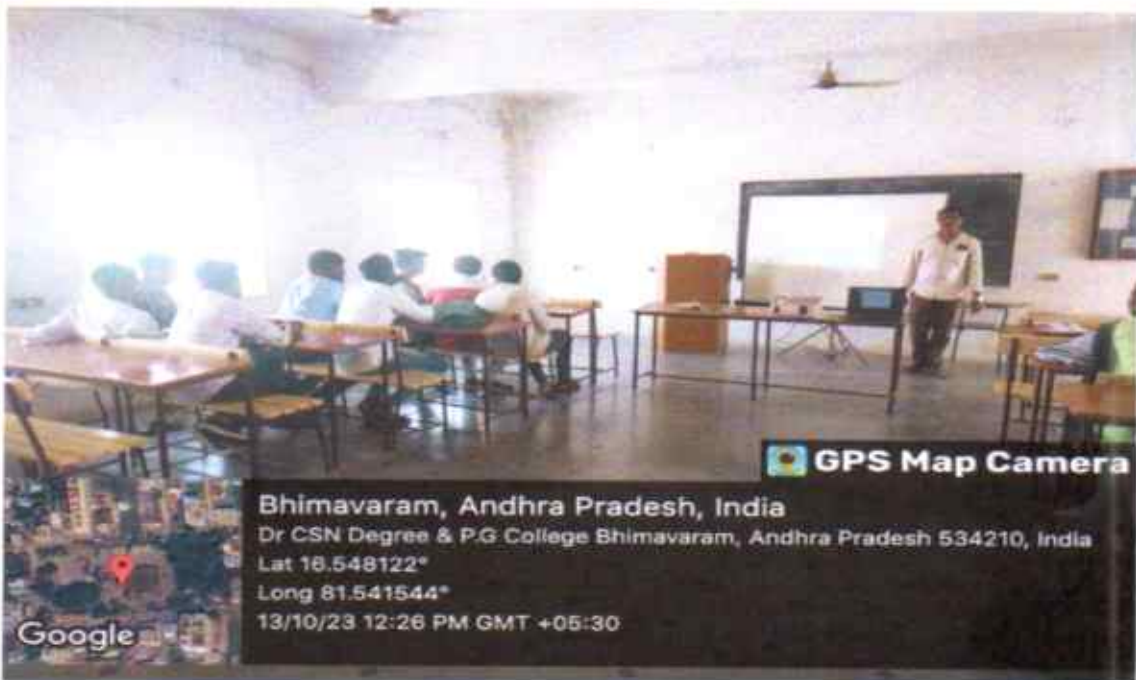 GPS Map Camera
Bhimavaram, Andhra Pradesh, India
Dr CSN Degree & P.G College Bhimavaram, Andhra Pradesh 534210, India
Lat 16.548122°
Long 81.541544°
13/10/23 12:26 PM GMT +05:30
Google